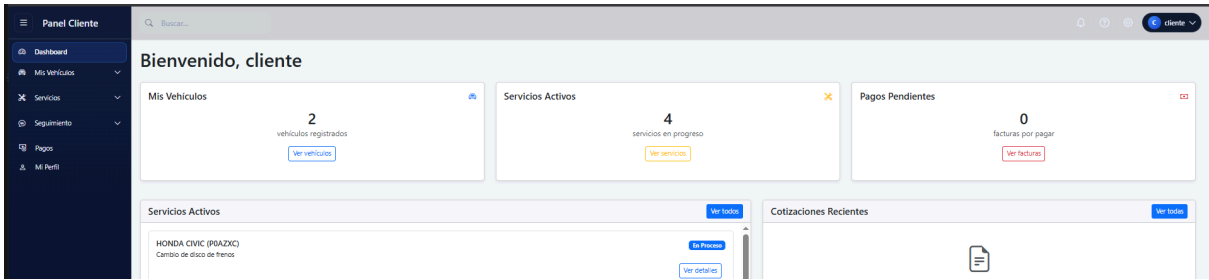 Panel Cliente
Buscar...
C cliente
Dashboard
Mis Vehículos
Servicios
Seguimiento
Pagos
Mi Perfil
Bienvenido, cliente
Mis Vehículos
2
vehículos registrados
Ver vehículos
Servicios Activos
4
servicios en progreso
Ver servicios
Pagos Pendientes
0
facturas por pagar
Ver facturas
Servicios Activos
Ver todos
HONDA CIVIC (P0AZXC)
En Proceso
Cambio de disco de frenos
Ver detalles
Cotizaciones Recientes
Ver todas